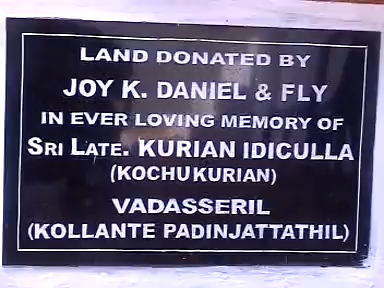 LAND DONATED BY
JOY K. DANIEL & FLY
IN EVER LOVING MEMORY OF
SRI LATE. KURIAN IDICULLA
(KOCHUKURIAN)
VADASSERIL
(KOLLANTE PADINJATTATHIL)